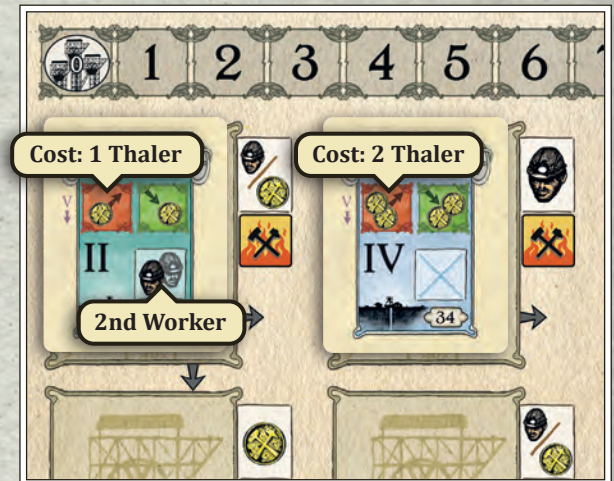 0 1 2 3 4 5 6
Cost: 1 Thaler
Cost: 2 Thaler
V
V
II
IV
2nd Worker
34